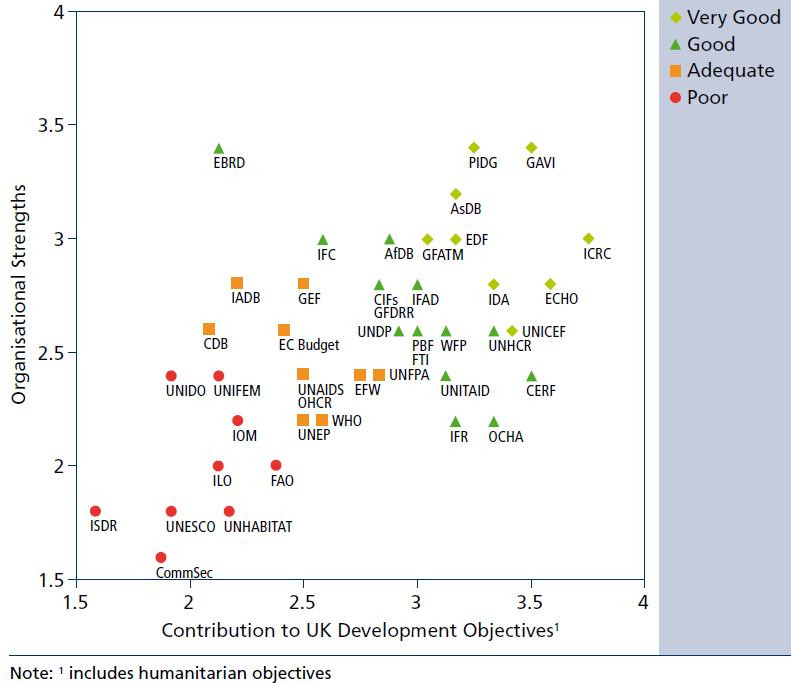 4
Very Good
Good
Adequate
Poor
3.5
EBRD
PIDG
GAVI
AsDB
3
IFC
AfDB
GFATM
EDF
ICRC
IADB
GEF
CIFs
GFDRR
IFAD
IDA
ECHO
CDB
EC Budget
UNDP
PBF
FTI
WFP
UNHCR
UNICEF
2.5
UNIDO
UNIFEM
UNAIDS
OHCR
EFW
UNFPA
UNITAID
CERF
IOM
UNEP
WHO
IFR
OCHA
2
ILO
FAO
ISDR
UNESCO
UNHABITAT
CommSec
1.5
Organisational Strengths
1.5
2
2.5
3
3.5
4
Contribution to UK Development Objectives¹
Note: ¹ includes humanitarian objectives